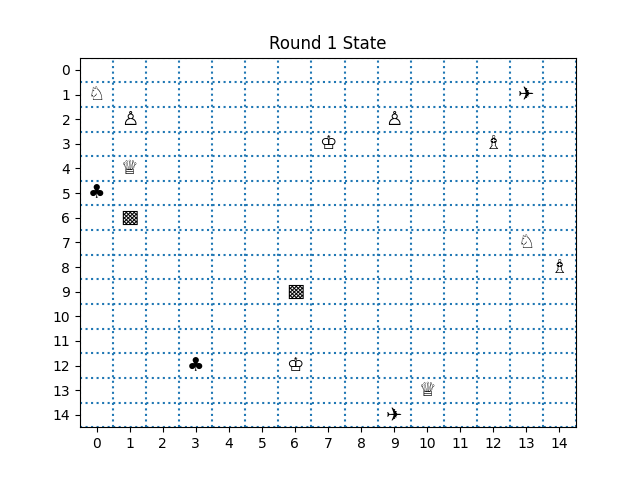 Round 1 State
0
1 ♘ ✈
2 ♙ ♙
3 ♔ ♗
4 ♕
5 ♣
6 ▩
7 ♘
8 ♗
9 ▩
10
11
12 ♣ ♔
13 ♕
14 ✈
0 1 2 3 4 5 6 7 8 9 10 11 12 13 14